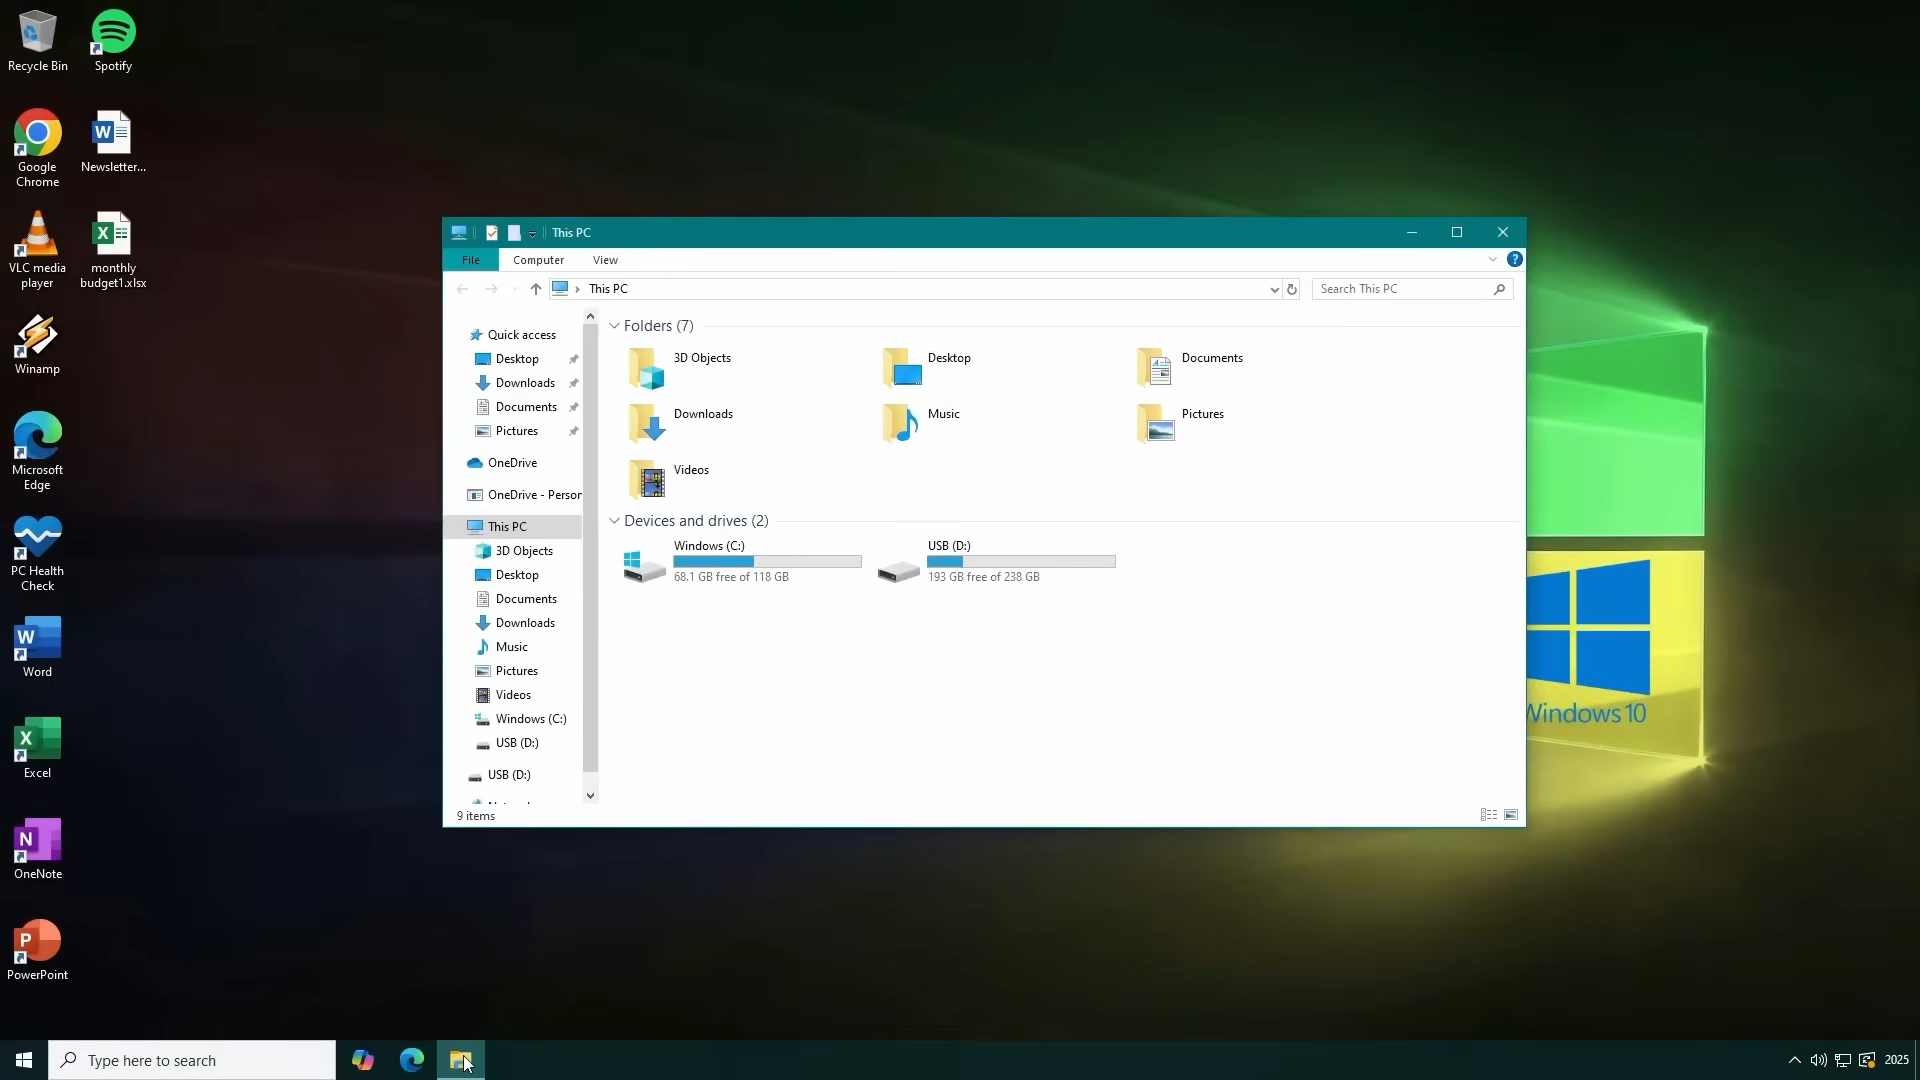 Recycle Bin
Spotify
Google
Chrome
Newsletter...
VLC media
player
monthly
budget1.xlsx
Winamp
Microsoft
Edge
PC Health
Check
Word
Excel
OneNote
PowerPoint
This PC
File Computer View
This PC
Search This PC
Quick access
Desktop
Downloads
Documents
Pictures
OneDrive
OneDrive - Person
This PC
3D Objects
Desktop
Documents
Downloads
Music
Pictures
Videos
Windows (C:)
USB (D:)
USB (D:)
Folders (7)
3D Objects
Desktop
Documents
Downloads
Music
Pictures
Videos
Devices and drives (2)
Windows (C:)
68.1 GB free of 118 GB
USB (D:)
193 GB free of 238 GB
9 items
Windows 10
Type here to search
2025